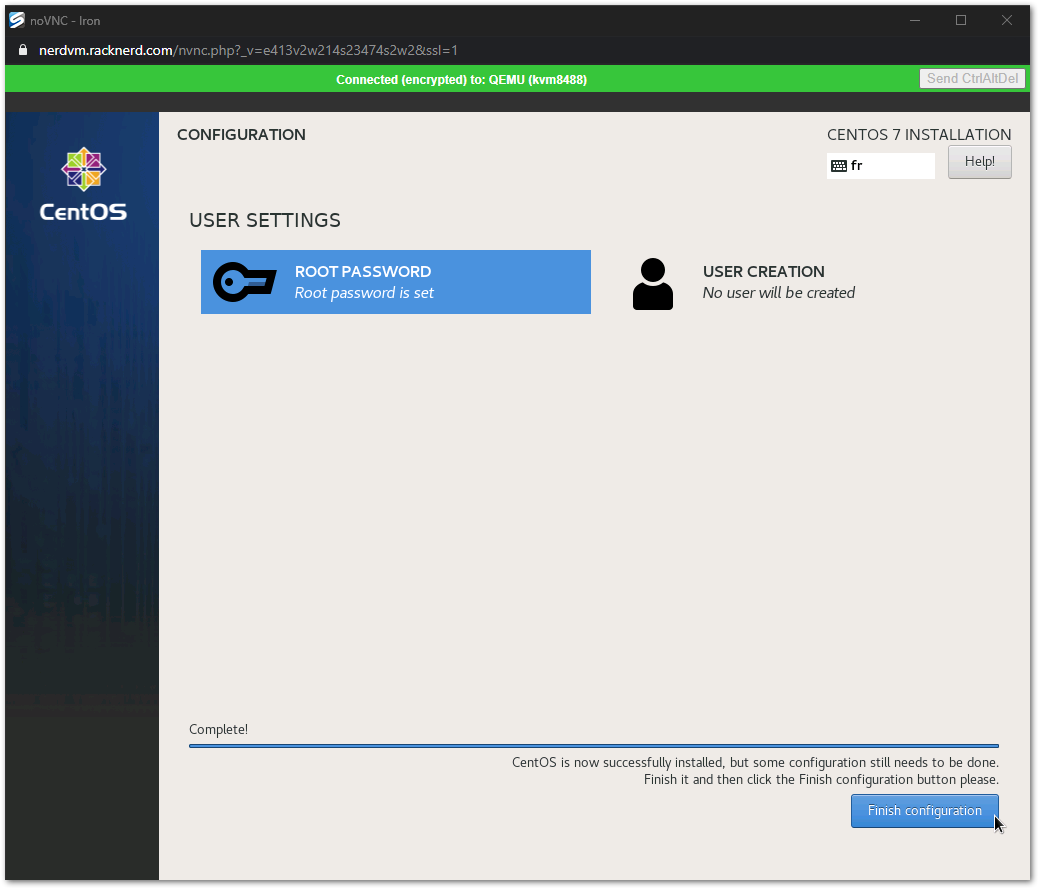 noVNC - Iron
nerdvm.racknerd.com/nvnc.php?_v=e413v2w214s23474s2w2&ssl=1
Connected (encrypted) to: QEMU (kvm8488)
Send CtrlAltDel
CentOS
CONFIGURATION
CENTOS 7 INSTALLATION
fr
Help!
USER SETTINGS
ROOT PASSWORD
Root password is set
USER CREATION
No user will be created
Complete!
CentOS is now successfully installed, but some configuration still needs to be done.
Finish it and then click the Finish configuration button please.
Finish configuration